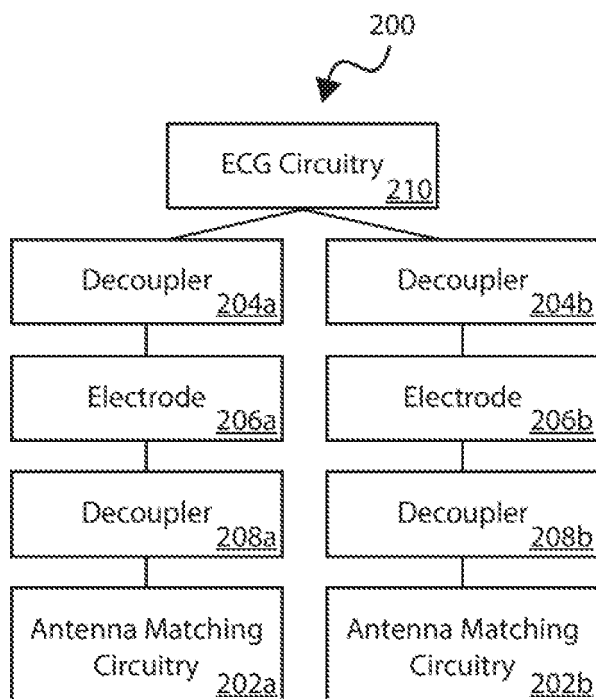 200
ECG Circuitry
210
Decoupler
204a
Decoupler
204b
Electrode
206a
Electrode
206b
Decoupler
208a
Decoupler
208b
Antenna Matching
Circuitry
202a
Antenna Matching
Circuitry
202b